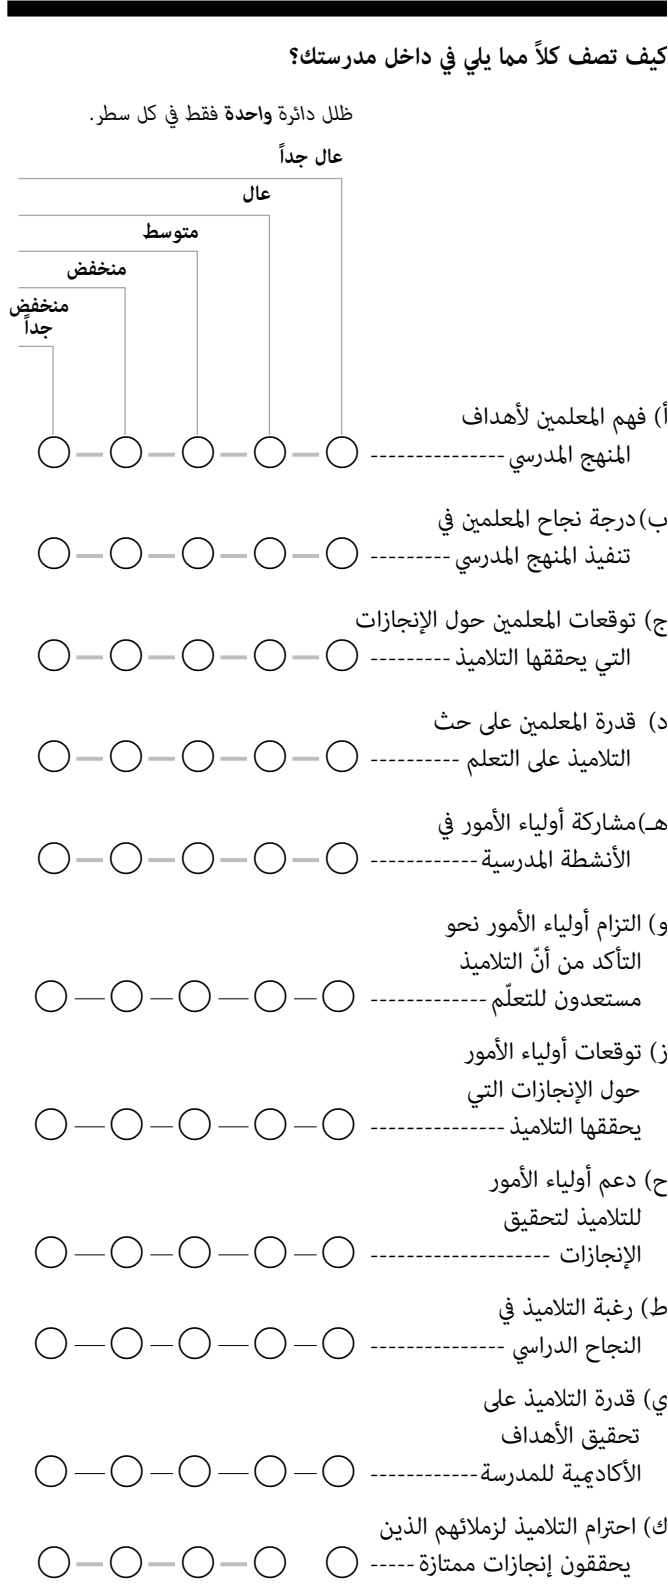 كيف تصف كلاً مما يلي في داخل مدرستك؟
ظلل دائرة واحدة فقط في كل سطر.
عال جداً
عال
متوسط
منخفض
منخفض
جداً
أ) فهم المعلمين لأهداف
المنهج المدرسي ---------------
ب)درجة نجاح المعلمين في
تنفيذ المنهج المدرسي ---------
ج) توقعات المعلمين حول الإنجازات
التي يحققها التلاميذ ---------
د) قدرة المعلمين على حث
التلاميذ على التعلم ----------
هـ)مشاركة أولياء الأمور في
الأنشطة المدرسية ------------
و) التزام أولياء الأمور نحو
التأكد من أنّ التلاميذ
مستعدون للتعلّم -------------
ز) توقعات أولياء الأمور
حول الإنجازات التي
يحققها التلاميذ ---------------
ح) دعم أولياء الأمور
للتلاميذ لتحقيق
الإنجازات --------------------
ط) رغبة التلاميذ في
النجاح الدراسي ---------------
ي) قدرة التلاميذ على
تحقيق الأهداف
الأكاديمية للمدرسة ------------
ك) احترام التلاميذ لزملائهم الذين
يحققون إنجازات ممتازة -----